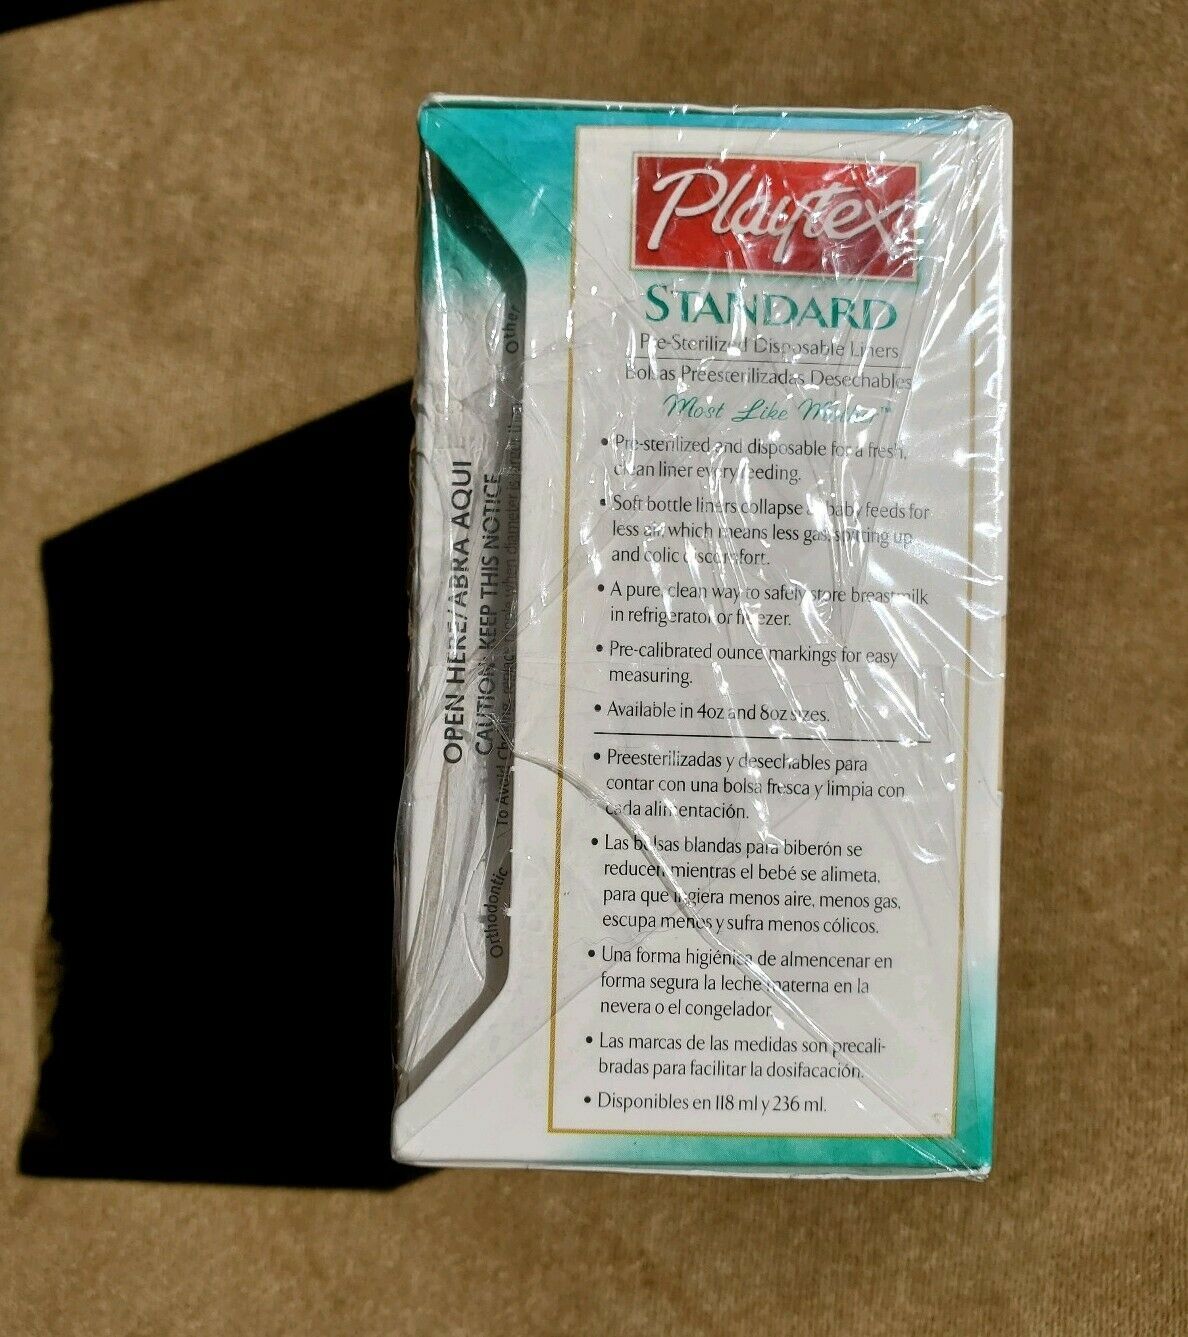 Playtex
STANDARD
Pre-Sterilized Disposable Liners
Bolsas Preesterilizadas Desechables
Most Like Mother™
• Pre-sterilized and disposable for a fresh,
clean liner every feeding.
• Soft bottle liners collapse as baby feeds for
less air, which means less gas, spitting up
and colic discomfort.
• A pure, clean way to safely store breastmilk
in refrigerator or freezer.
• Pre-calibrated ounce markings for easy
measuring.
• Available in 4oz and 8oz sizes.
• Preesterilizadas y desechables para
contar con una bolsa fresca y limpia con
cada alimentación.
• Las bolsas blandas para biberón se
reducen mientras el bebé se alimeta,
para que ingiera menos aire, menos gas,
escupa menos y sufra menos cólicos.
• Una forma higiénica de almencenar en
forma segura la leche materna en la
nevera o el congelador.
• Las marcas de las medidas son precali-
bradas para facilitar la dosifacación.
• Disponibles en 118 ml y 236 ml.
OPEN HERE/ABRA AQUI
CAUTION: KEEP THIS NOTICE
To Avoid when diameter is
Orthodontic
Other